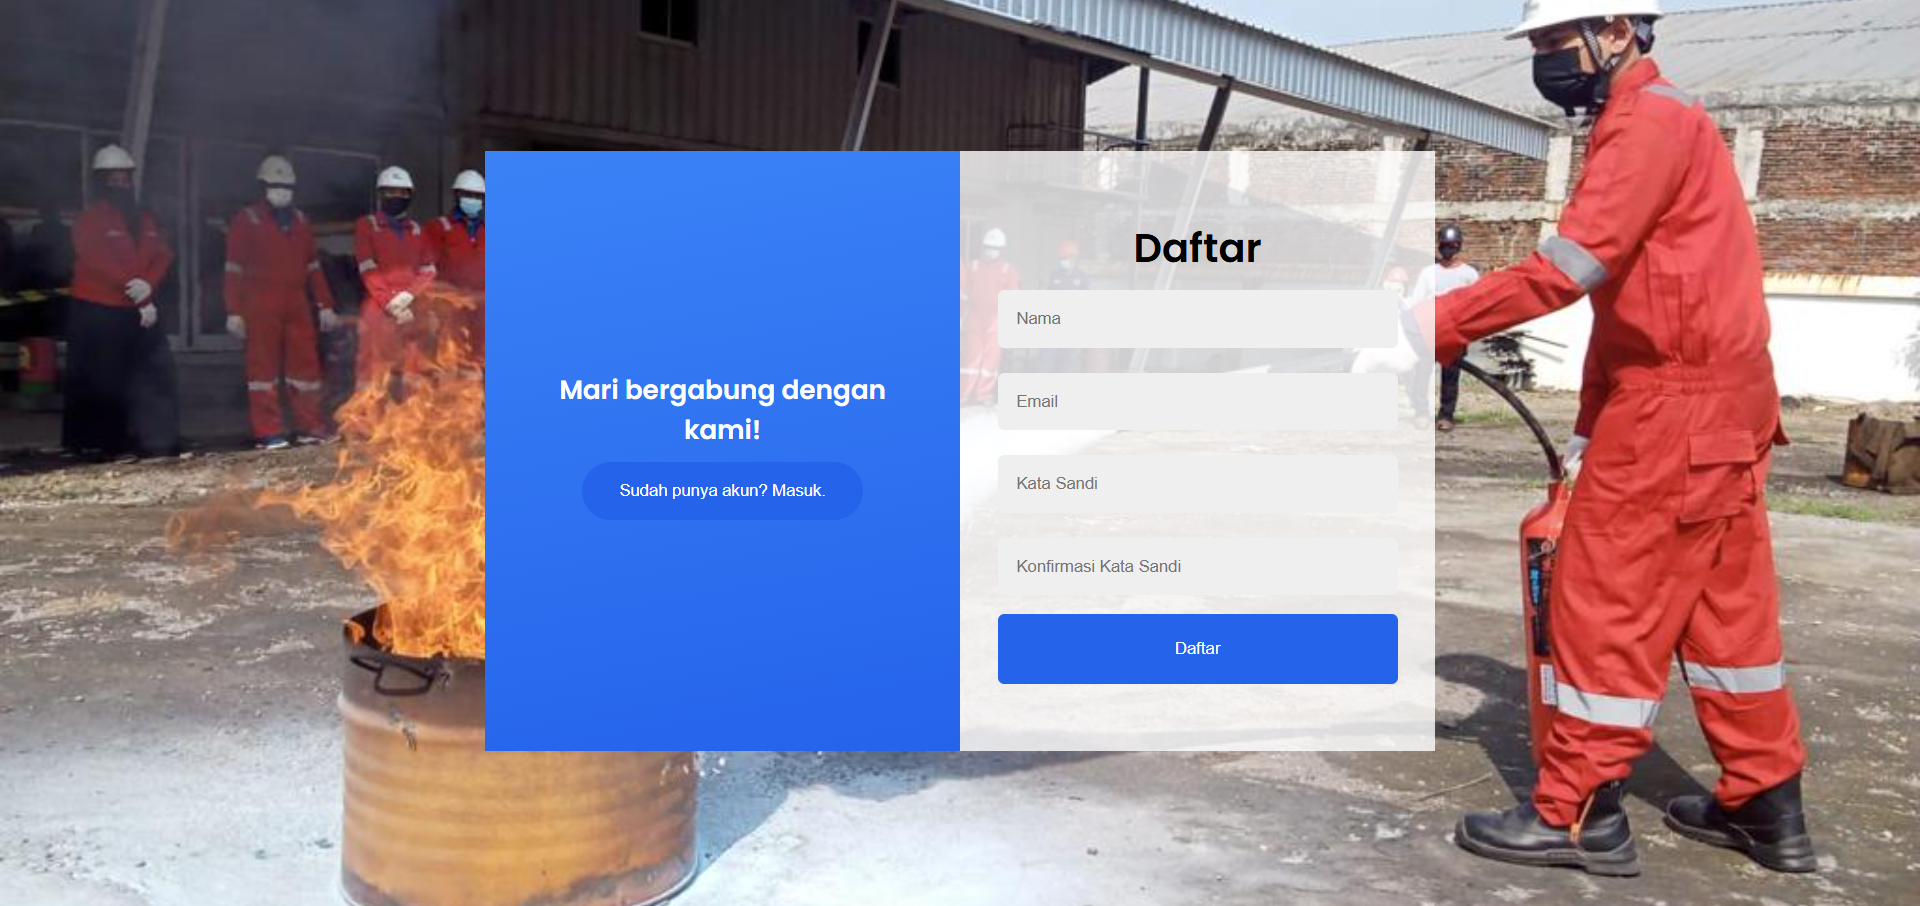 Mari bergabung dengan
kami!
Sudah punya akun? Masuk.
Daftar
Nama
Email
Kata Sandi
Konfirmasi Kata Sandi
Daftar